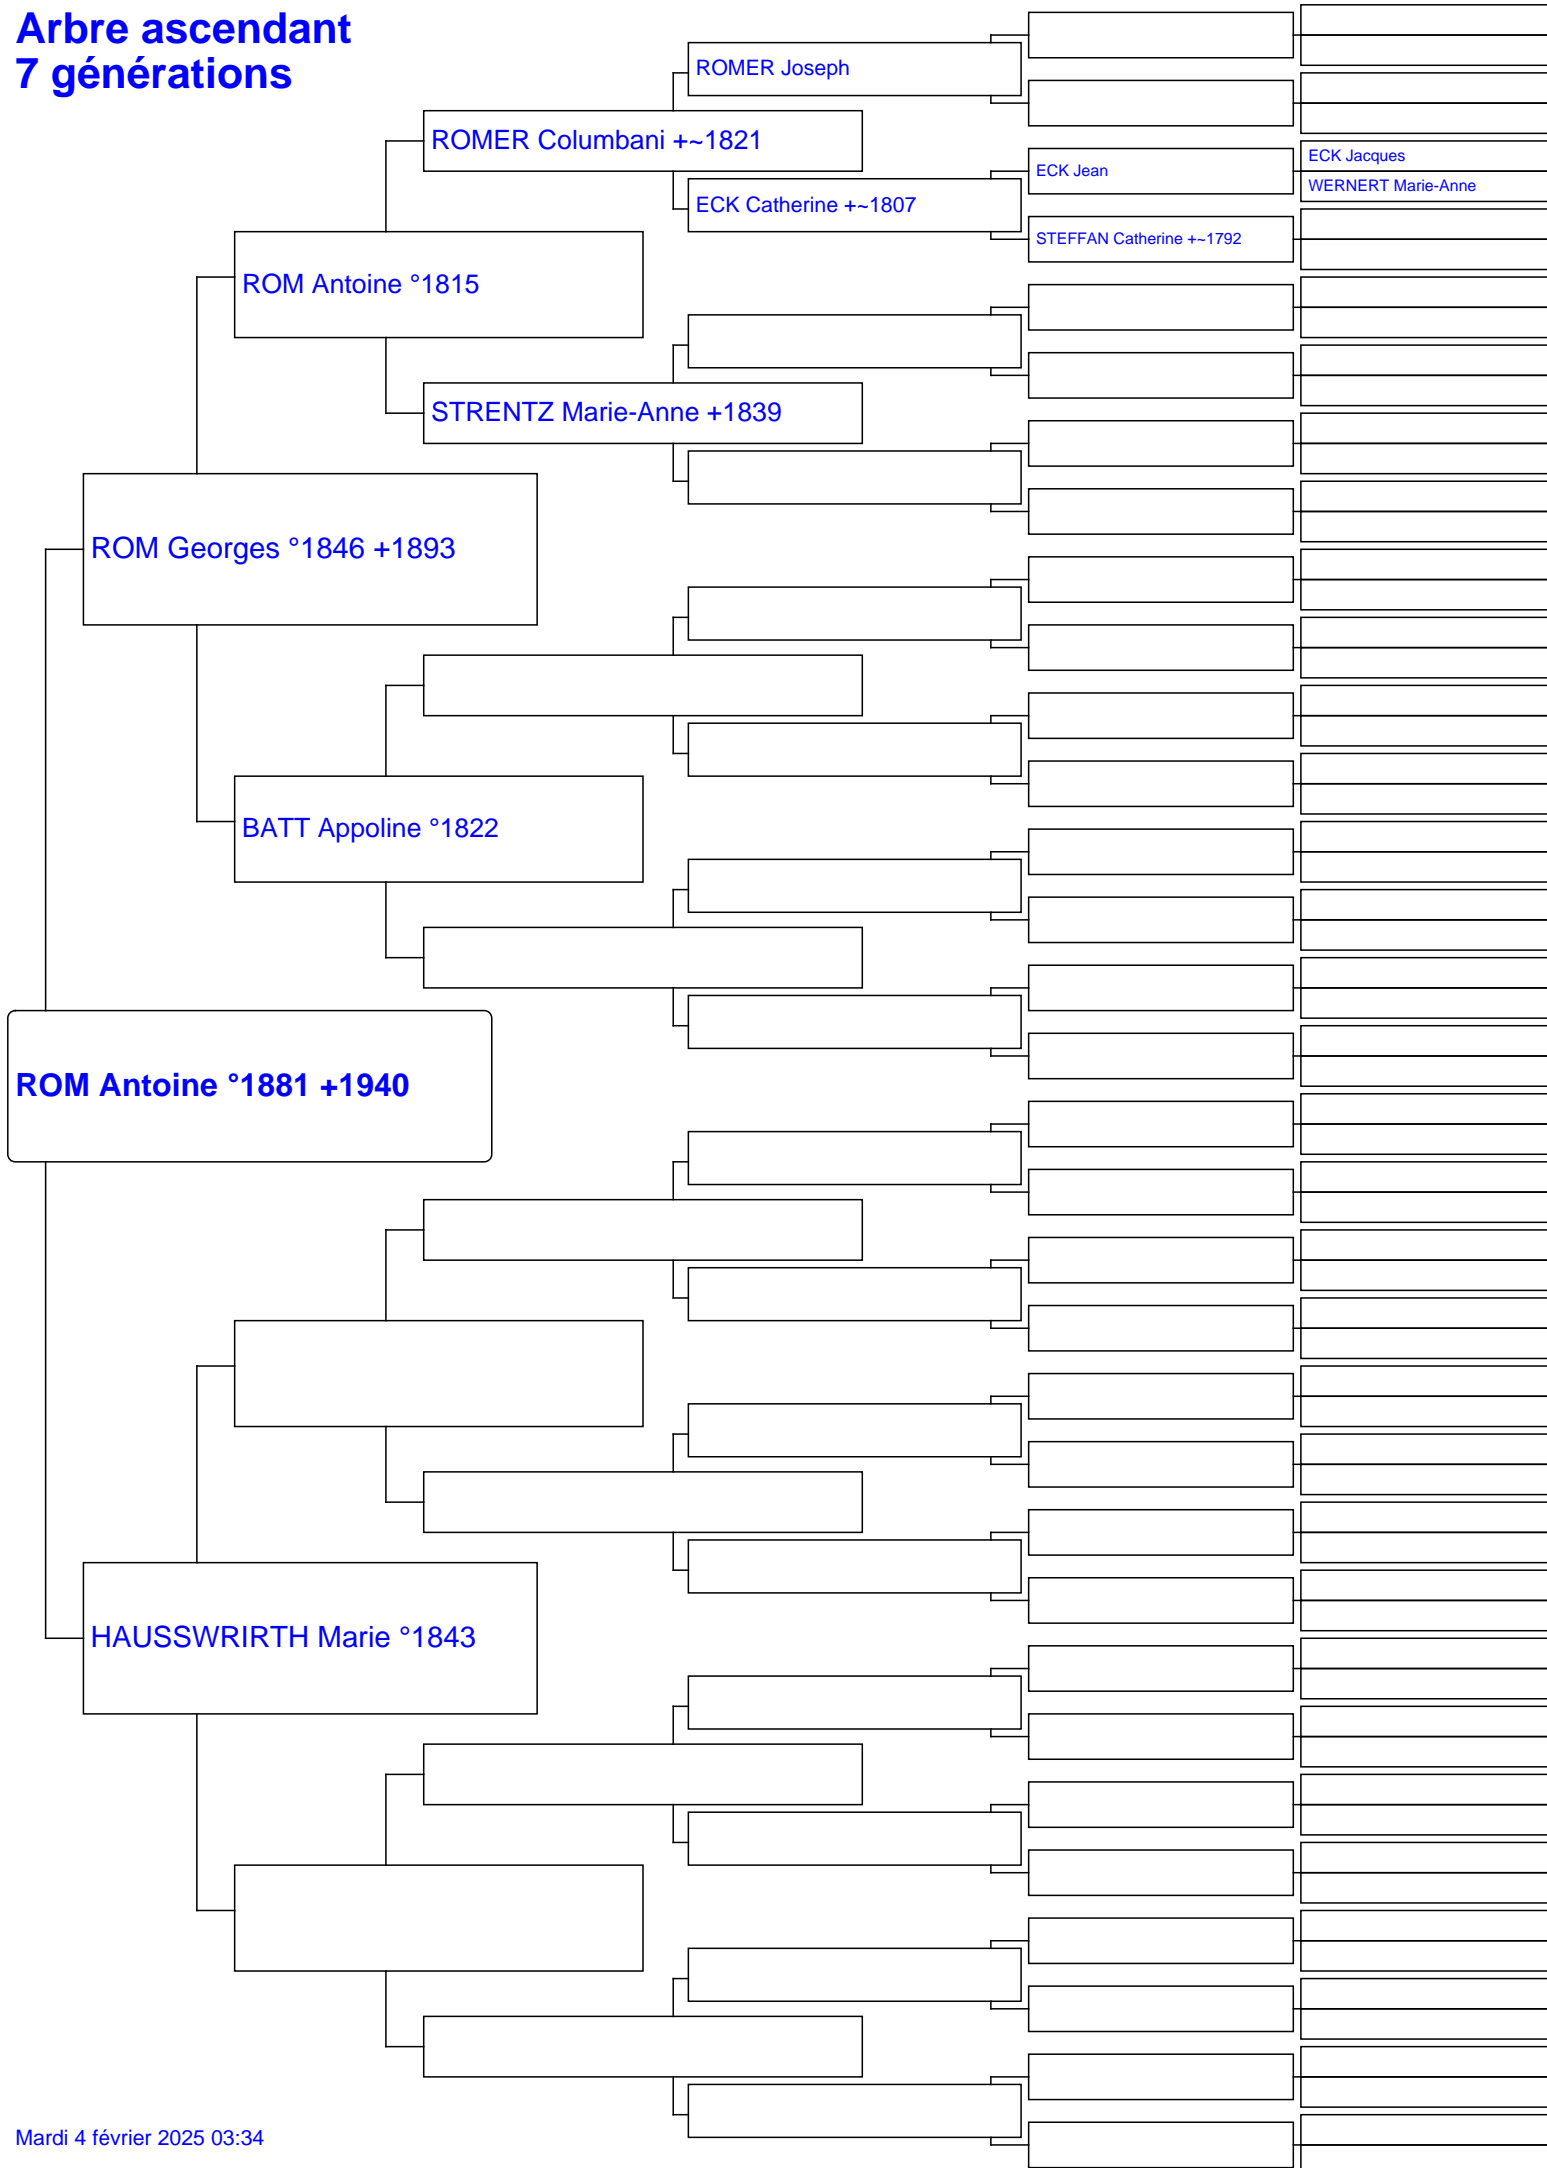 Arbre ascendant
7 générations
ROMER Joseph
ROMER Columbani +~1821
ECK Jacques
ECK Jean
WERNERT Marie-Anne
ECK Catherine +~1807
STEFFAN Catherine +~1792
ROM Antoine °1815
STRENTZ Marie-Anne +1839
ROM Georges °1846 +1893
BATT Appoline °1822
ROM Antoine °1881 +1940
HAUSSWRIRTH Marie °1843
Mardi 4 février 2025 03:34